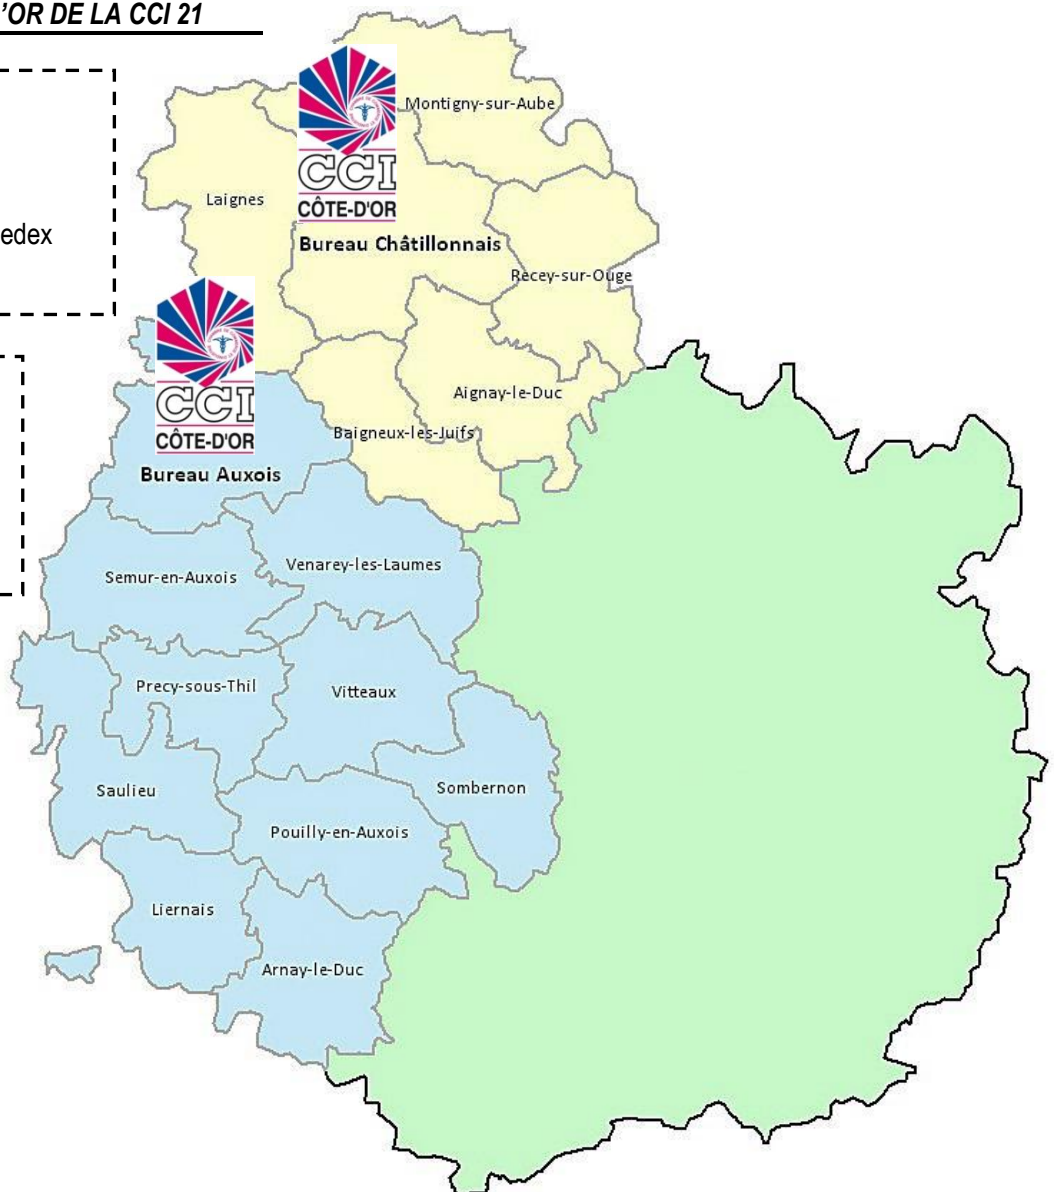 'OR DE LA CCI 21
edex
Montigny-sur-Aube
CCI
CÔTE-D'OR
Laignes
Bureau Châtillonnais
Recey-sur-Ouge
CCI
CÔTE-D'OR
Aignay-le-Duc
Baigneux-les-Juifs
Bureau Auxois
Venarey-les-Laumes
Semur-en-Auxois
Precy-sous-Thil
Vitteaux
Saulieu
Sombernon
Pouilly-en-Auxois
Liernais
Arnay-le-Duc